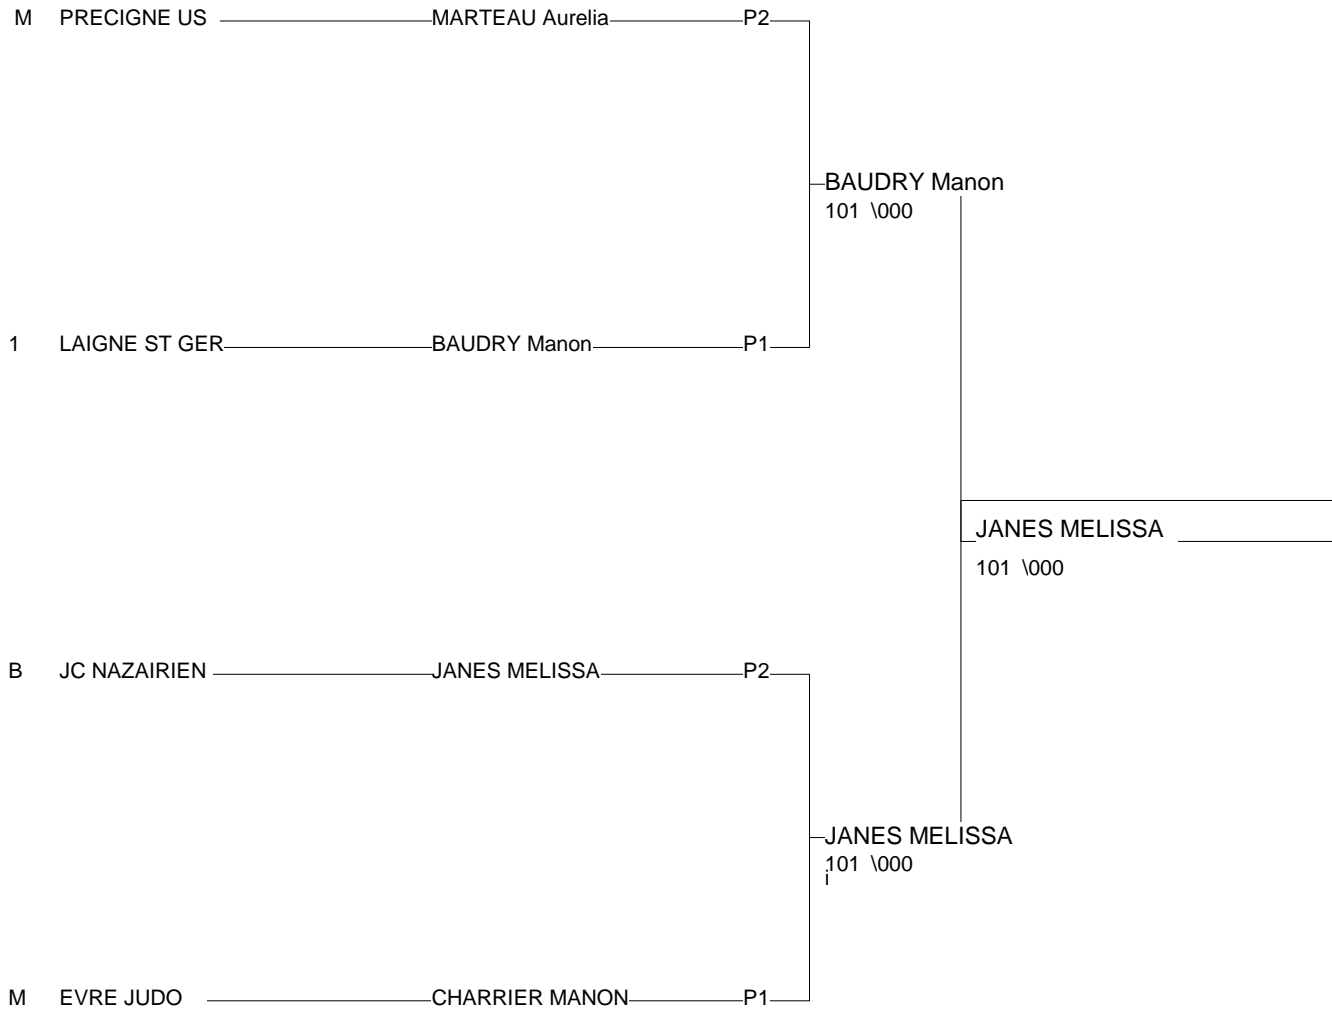 M PRECIGNE US MARTEAU Aurelia P2
BAUDRY Manon
101 \000
1 LAIGNE ST GER BAUDRY Manon P1
JANES MELISSA
101 \000
B JC NAZAIRIEN JANES MELISSA P2
JANES MELISSA
101 \000
i
M EVRE JUDO CHARRIER MANON P1